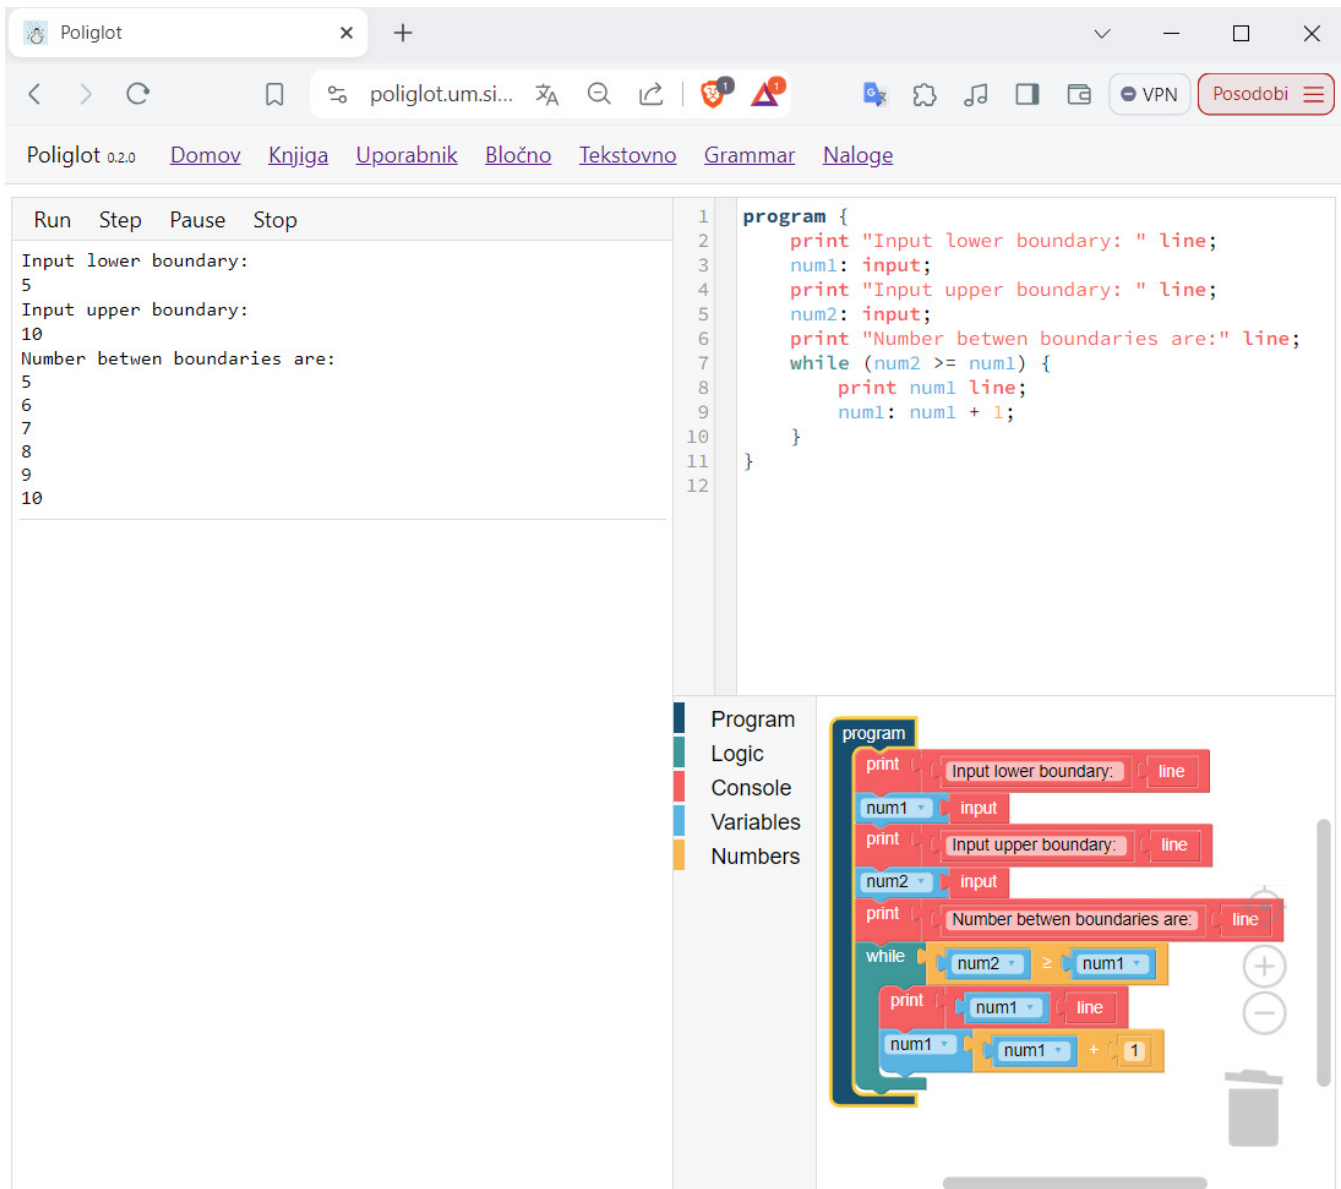 Poliglot
poliglot.um.si...
1
1
VPN
Posodobi
Poliglot 0.2.0 Domov Knjiga Uporabnik Bločno Tekstovno Grammar Naloge
Run Step Pause Stop
Input lower boundary:
5
Input upper boundary:
10
Number betwen boundaries are:
5
6
7
8
9
10
1 program {
2 print "Input lower boundary: " line;
3 num1: input;
4 print "Input upper boundary: " line;
5 num2: input;
6 print "Number betwen boundaries are:" line;
7 while (num2 >= num1) {
8 print num1 line;
9 num1: num1 + 1;
10 }
11 }
12
Program
Logic
Console
Variables
Numbers
program
print Input lower boundary: line
num1 input
print Input upper boundary: line
num2 input
print Number betwen boundaries are: line
while num2 ≥ num1
print num1 line
num1 num1 + 1